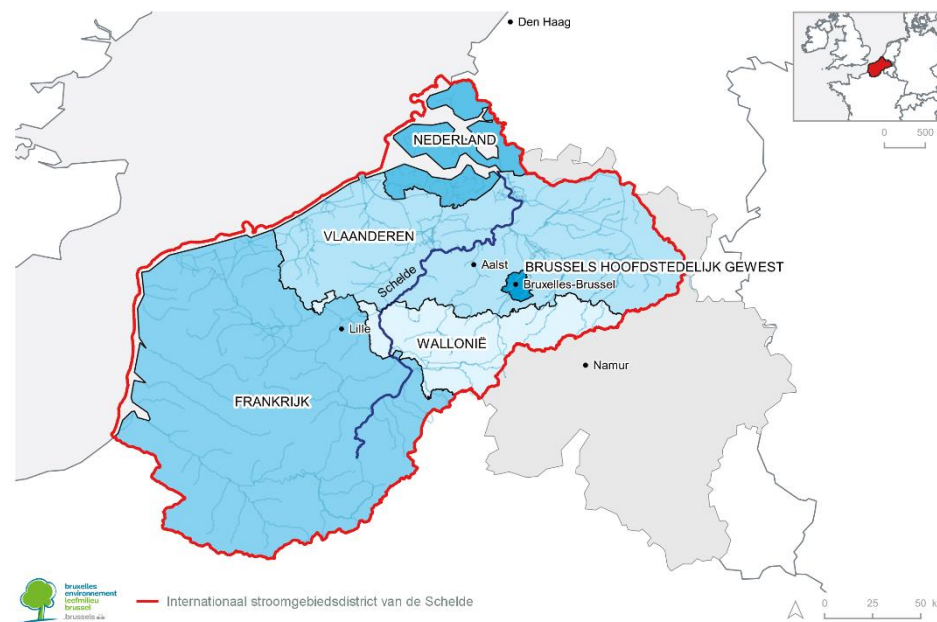 Den Haag
0 500
NEDERLAND
VLAANDEREN
Schelde
Aalst
BRUSSELS HOOFDSTEDELIJK GEWEST
Bruxelles-Brussel
Lille
WALLONIË
Namur
FRANKRIJK
bruxelles
environnement
leefmilieu
brussel
.brussels
Internationaal stroomgebiedsdistrict van de Schelde
0 25 50 k